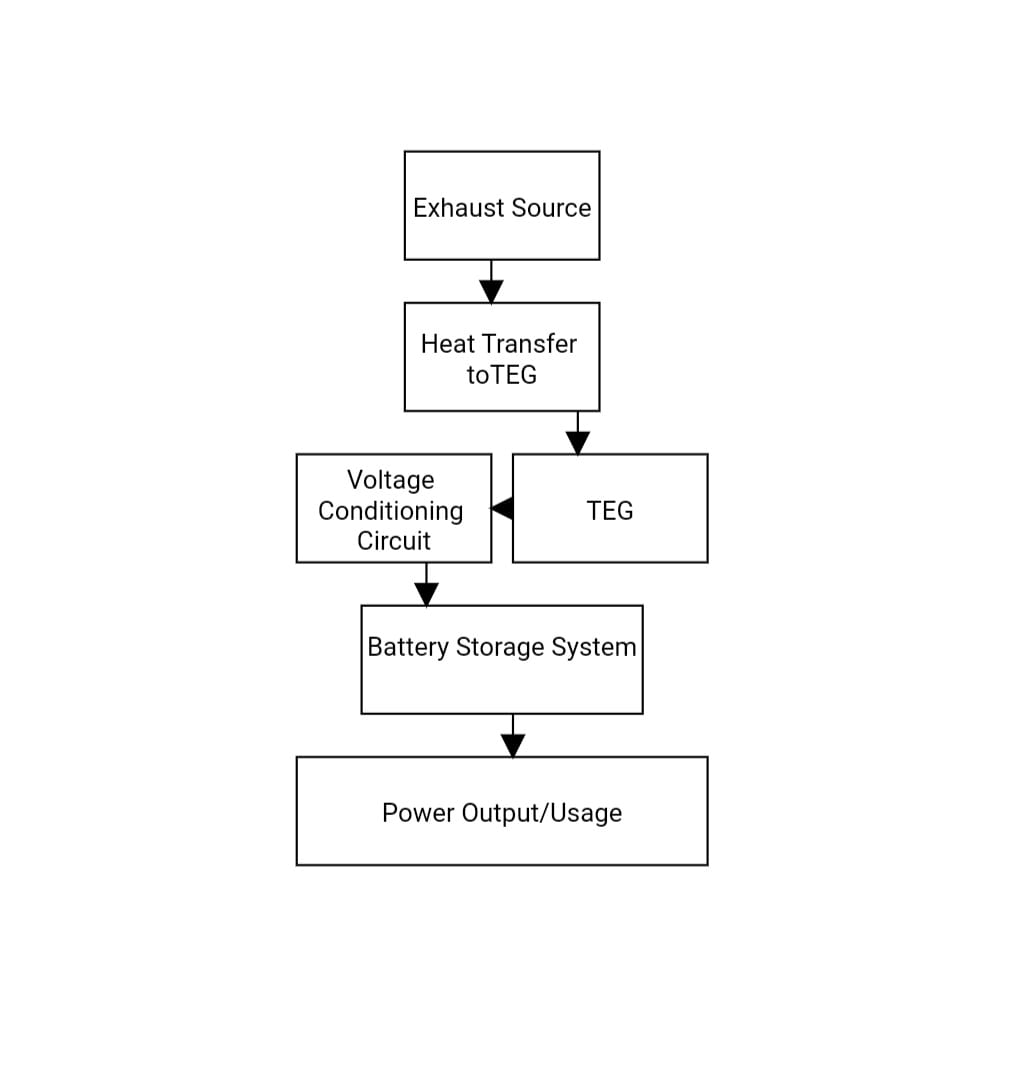 Exhaust Source
Heat Transfer
toTEG
Voltage
Conditioning
Circuit
TEG
Battery Storage System
Power Output/Usage